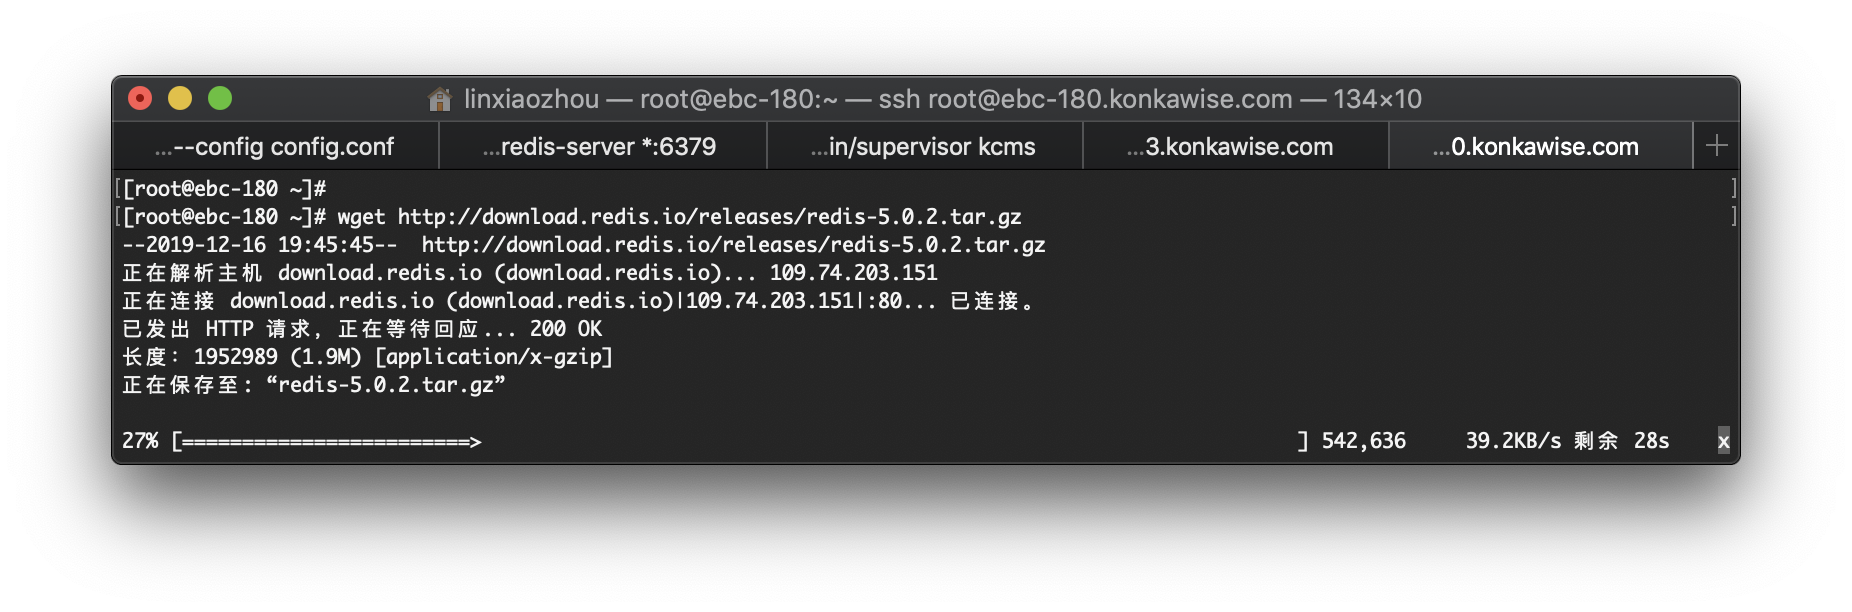 linxiaozhou — root@ebc-180:~ — ssh root@ebc-180.konkawise.com — 134×10
...--config config.conf ...redis-server *:6379 ...in/supervisor kcms ...3.konkawise.com ...0.konkawise.com +
[[root@ebc-180 ~]# ]
[[root@ebc-180 ~]# wget http://download.redis.io/releases/redis-5.0.2.tar.gz ]
--2019-12-16 19:45:45--  http://download.redis.io/releases/redis-5.0.2.tar.gz
正在解析主机 download.redis.io (download.redis.io)... 109.74.203.151
正在连接 download.redis.io (download.redis.io)|109.74.203.151|:80... 已连接。
已发出 HTTP 请求，正在等待回应... 200 OK
长度：1952989 (1.9M) [application/x-gzip]
正在保存至: “redis-5.0.2.tar.gz”
27% [========================> ] 542,636 39.2KB/s 剩余 28s x